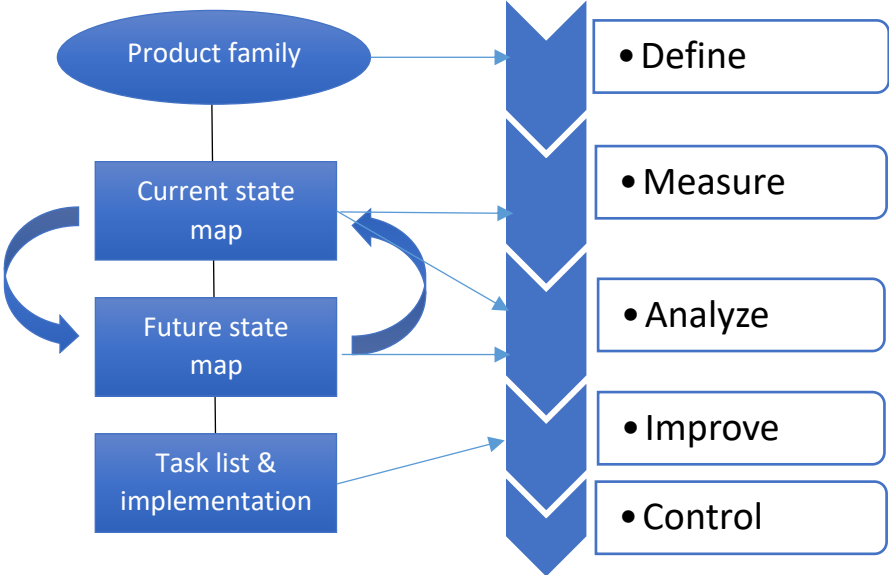 Product family
• Define
Current state
map
• Measure
Future state
map
• Analyze
Task list &
implementation
• Improve
• Control